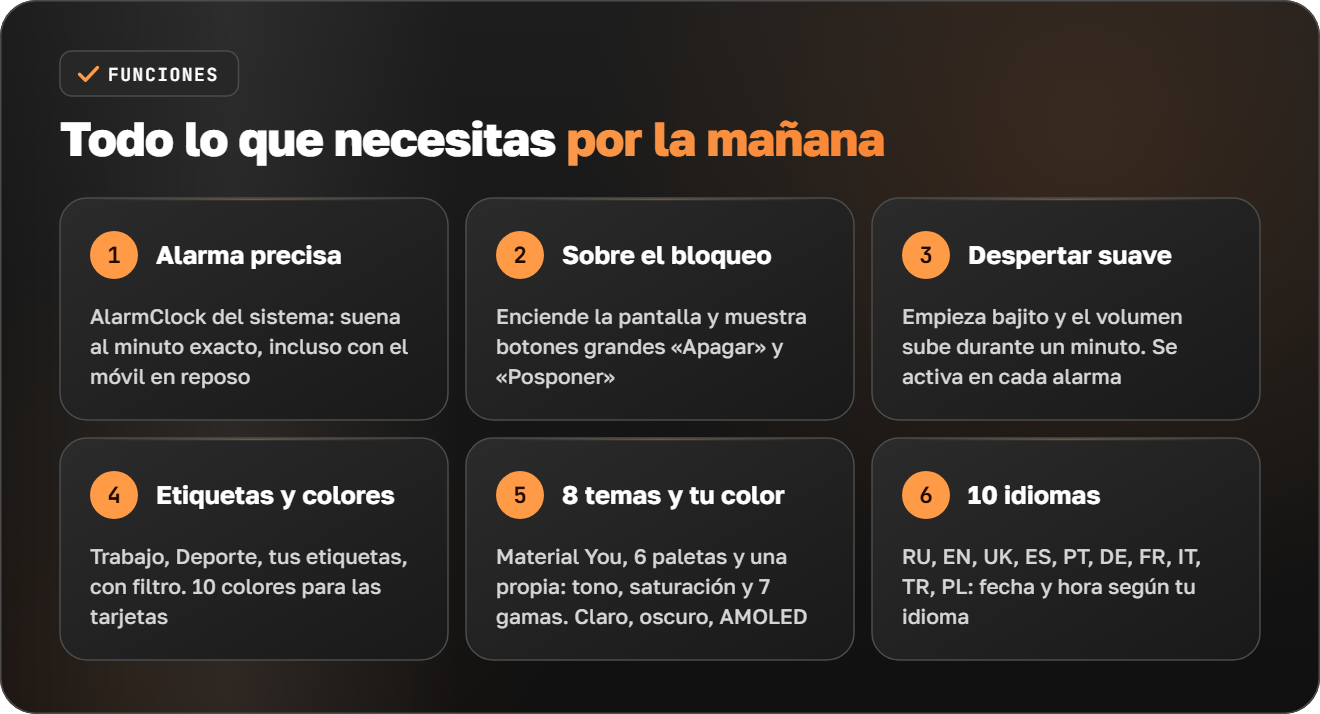 FUNCIONES
Todo lo que necesitas por la mañana
1 Alarma precisa
AlarmClock del sistema: suena
al minuto exacto, incluso con el
móvil en reposo
2 Sobre el bloqueo
Enciende la pantalla y muestra
botones grandes «Apagar» y
«Posponer»
3 Despertar suave
Empieza bajito y el volumen
sube durante un minuto. Se
activa en cada alarma
4 Etiquetas y colores
Trabajo, Deporte, tus etiquetas,
con filtro. 10 colores para las
tarjetas
5 8 temas y tu color
Material You, 6 paletas y una
propia: tono, saturación y 7
gamas. Claro, oscuro, AMOLED
6 10 idiomas
RU, EN, UK, ES, PT, DE, FR, IT,
TR, PL: fecha y hora según tu
idioma